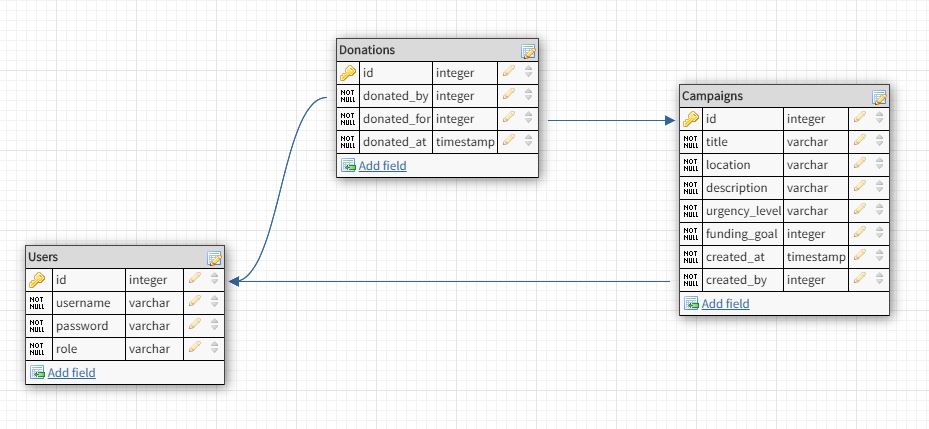 Donations
id integer
NOT NULL donated_by integer
NOT NULL donated_for integer
NOT NULL donated_at timestamp
Add field
Campaigns
id integer
NOT NULL title varchar
NOT NULL location varchar
NOT NULL description varchar
NOT NULL urgency_level varchar
NOT NULL funding_goal integer
NOT NULL created_at timestamp
NOT NULL created_by integer
Add field
Users
id integer
NOT NULL username varchar
NOT NULL password varchar
NOT NULL role varchar
Add field